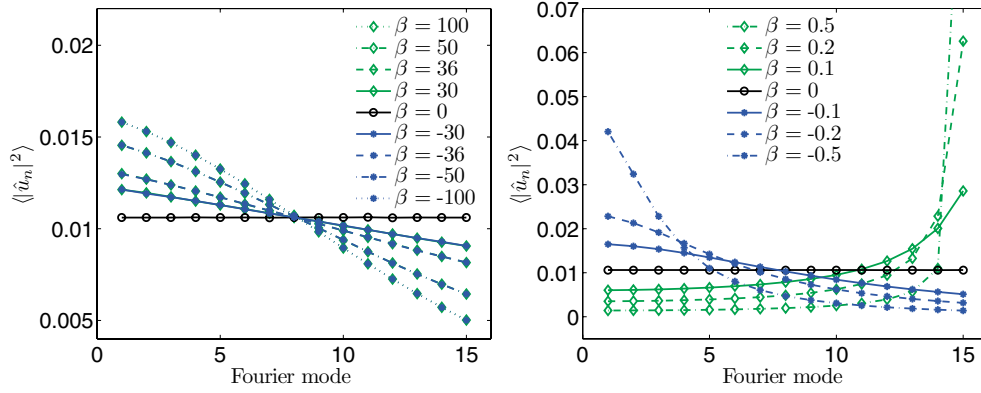 0.02
0.015
0.01
0.005
0
5
10
15
⟨|û_n|²⟩
Fourier mode
β = 100
β = 50
β = 36
β = 30
β = 0
β = -30
β = -36
β = -50
β = -100
0.07
0.06
0.05
0.04
0.03
0.02
0.01
0
0
5
10
15
⟨|û_n|²⟩
Fourier mode
β = 0.5
β = 0.2
β = 0.1
β = 0
β = -0.1
β = -0.2
β = -0.5